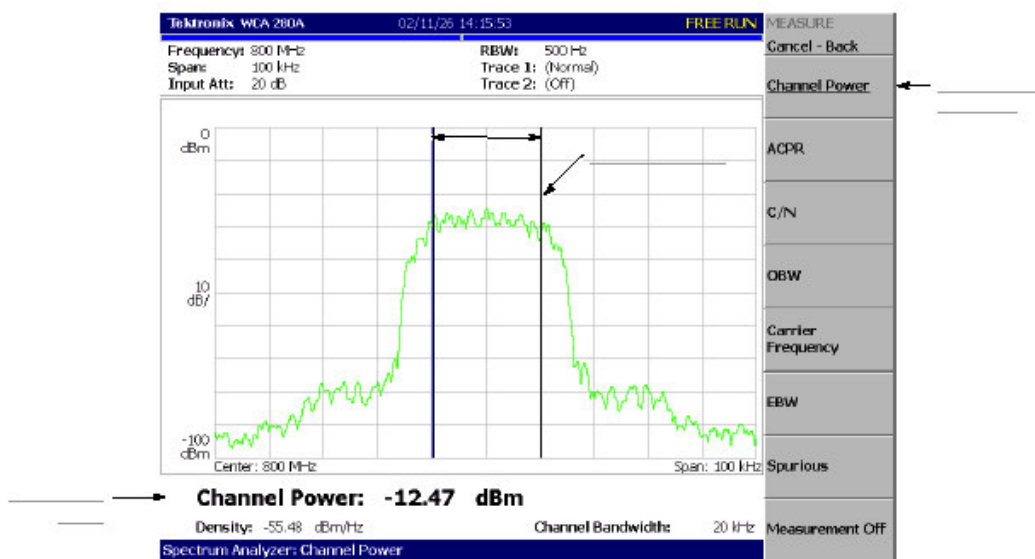 Tektronix WCA 280A 02/11/26 14:15:53 FREE RUN
Frequency: 800 MHz
Span: 100 kHz
Input Att: 20 dB
RBW: 500 Hz
Trace 1: (Normal)
Trace 2: (Off)
MEASURE
Cancel - Back
Channel Power
ACPR
C/N
OBW
Carrier
Frequency
EBW
Spurious
Measurement Off
0
dBm
10
dB/
-100
dBm
Center: 800 MHz
Span: 100 kHz
Channel Power: -12.47 dBm
Density: -55.48 dBm/Hz
Channel Bandwidth: 20 kHz
Spectrum Analyzer: Channel Power